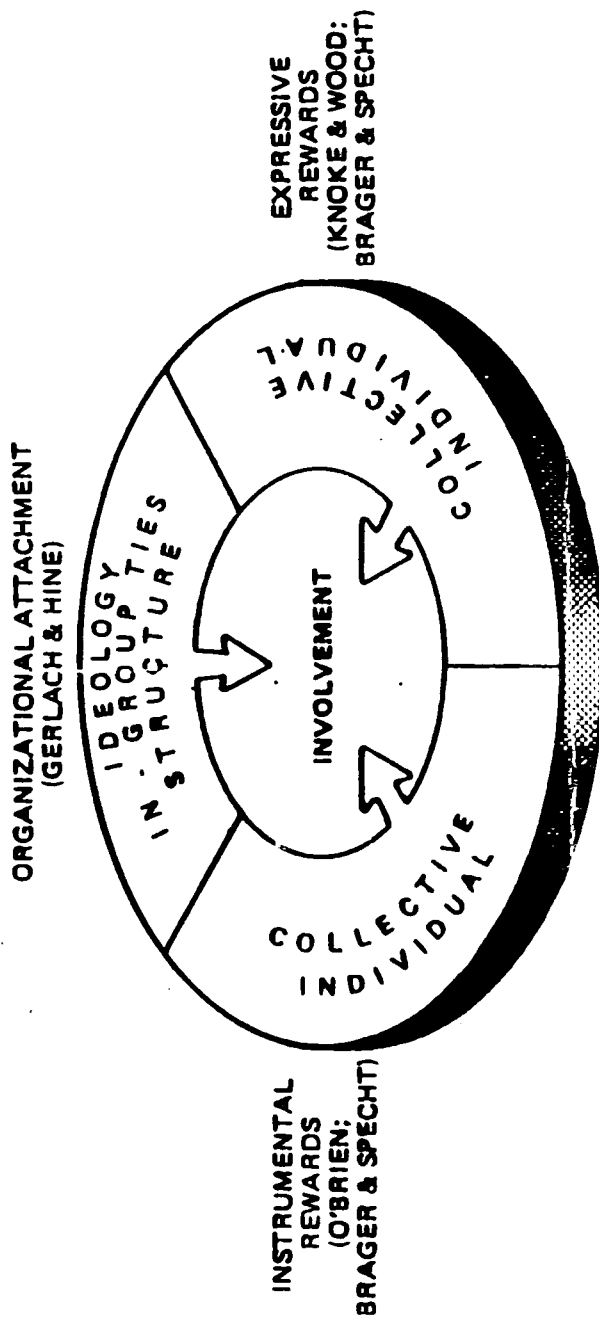 ORGANIZATIONAL ATTACHMENT
(GERLACH & HINE)
IDEOLOGY
IN-GROUP TIES
STRUCTURE
INVOLVEMENT
COLLECTIVE
INDIVIDUAL
INSTRUMENTAL
REWARDS
(O'BRIEN;
BRAGER & SPECHT)
COLLECTIVE
INDIVIDUAL
EXPRESSIVE
REWARDS
(KNOKE & WOOD;
BRAGER & SPECHT)